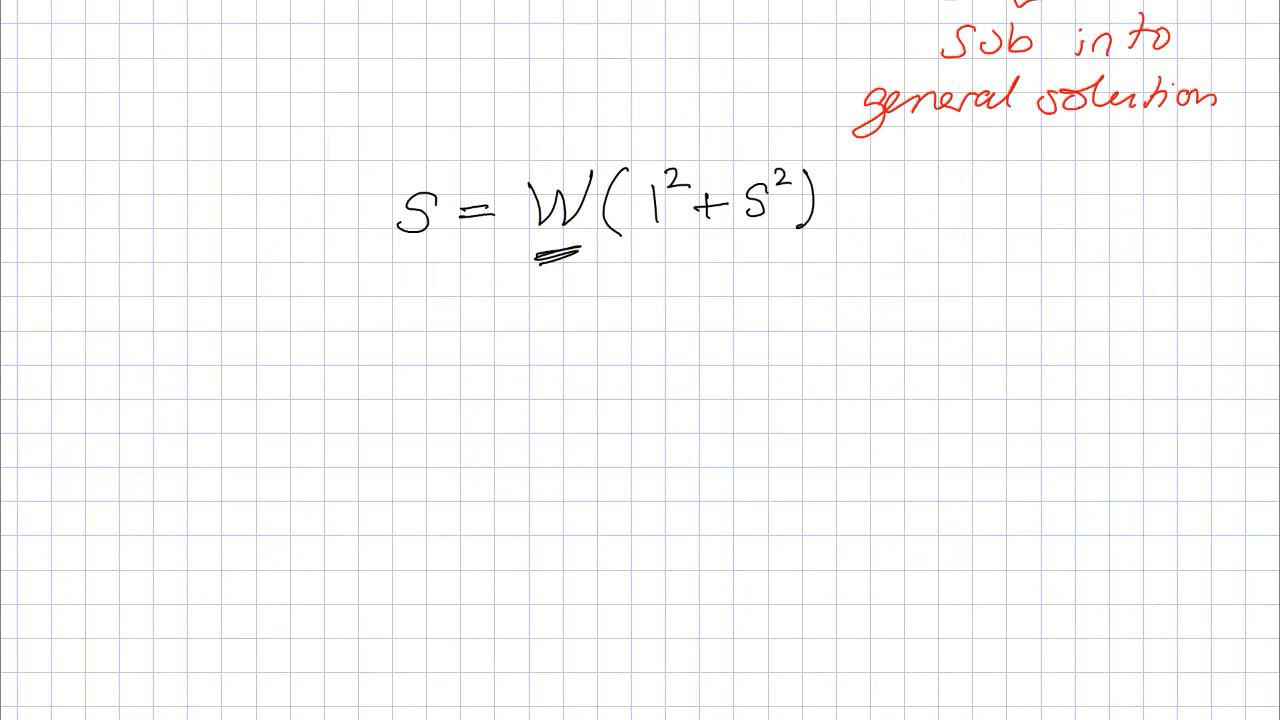 sub into
general solution
S = W(1²+S²)